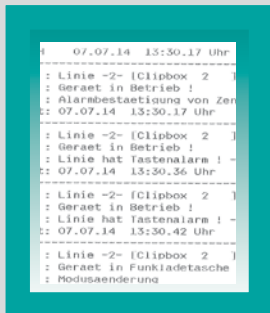 07.07.14 13:30.17 Uhr
: Linie -2- [Clipbox 2 ]
: Geraet in Betrieb !
: Alarmbestaetigung von Zen
t: 07.07.14 13:30.17 Uhr
: Linie -2- [Clipbox 2 ]
: Geraet in Betrieb !
: Linie hat Tastenalarm ! -
t: 07.07.14 13:30.36 Uhr
: Linie -2- [Clipbox 2 ]
: Geraet in Betrieb !
: Linie hat Tastenalarm ! -
t: 07.07.14 13:30.42 Uhr
: Linie -2- [Clipbox 2 ]
: Geraet in Funkladetasche
: Modusaenderung